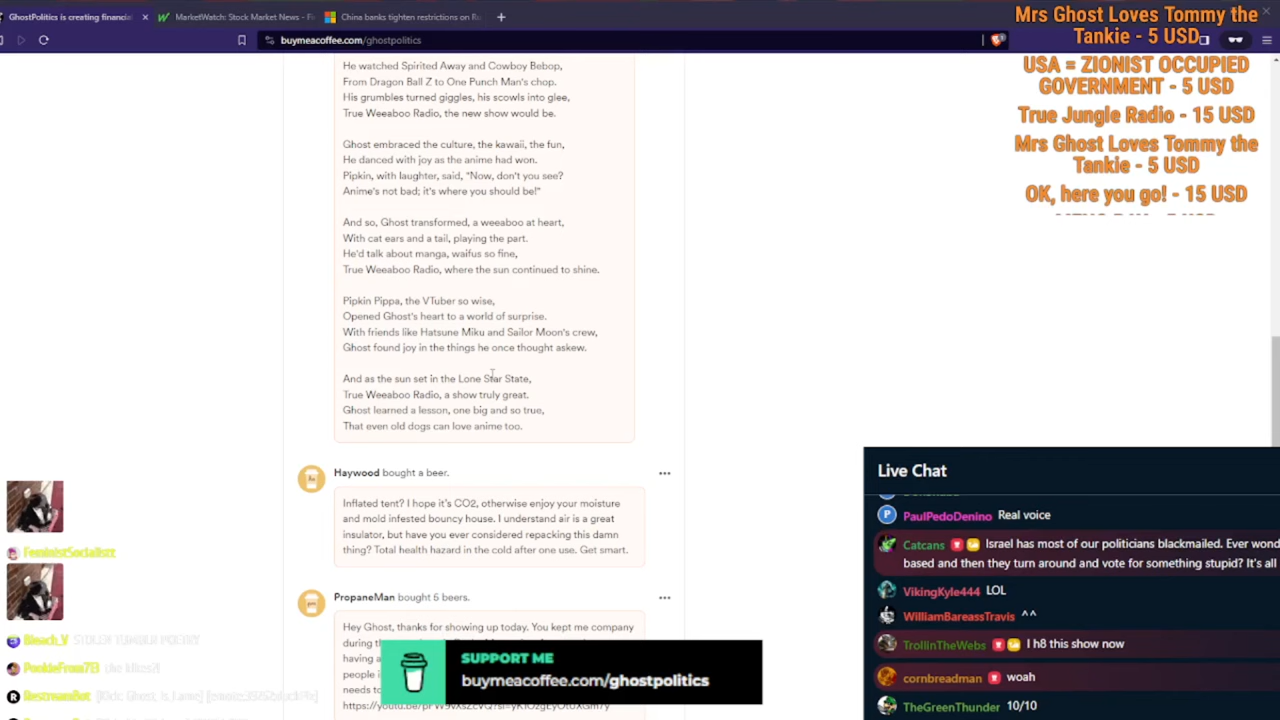 GhostPolitics is creating financia
MarketWatch: Stock Market News - Fi
China banks tighten restrictions on Ru
buymeacoffee.com/ghostpolitics
He watched Spirited Away and Cowboy Bebop,
From Dragon Ball Z to One Punch Man's chop.
His grumbles turned giggles, his scowls into glee,
True Weeaboo Radio, the new show would be.
Ghost embraced the culture, the kawaii, the fun,
He danced with joy as the anime had won.
Pipkin, with laughter, said, "Now, don't you see?
Anime's not bad; it's where you should be!"
And so, Ghost transformed, a weeaboo at heart,
With cat ears and a tail, playing the part.
He'd talk about manga, waifus so fine,
True Weeaboo Radio, where the sun continued to shine.
Pipkin Pippa, the VTuber so wise,
Opened Ghost's heart to a world of surprise.
With friends like Hatsune Miku and Sailor Moon's crew,
Ghost found joy in the things he once thought askew.
And as the sun set in the Lone Star State,
True Weeaboo Radio, a show truly great.
Ghost learned a lesson, one big and so true,
That even old dogs can love anime too.
Haywood bought a beer.
Inflated tent? I hope it's CO2, otherwise enjoy your moisture
and mold infested bouncy house. I understand air is a great
insulator, but have you ever considered repacking this damn
thing? Total health hazard in the cold after one use. Get smart.
PropaneMan bought 5 beers.
Hey Ghost, thanks for showing up today. You kept me company
during th
having a
people i
needs to
SUPPORT ME
buymeacoffee.com/ghostpolitics
Mrs Ghost Loves Tommy the
Tankie - 5 USD
USA = ZIONIST OCCUPIED
GOVERNMENT - 5 USD
True Jungle Radio - 15 USD
Mrs Ghost Loves Tommy the
Tankie - 5 USD
OK, here you go! - 15 USD
FeministSocialist
Bleach_V STOLEN TUMBLR POETRY
RestreamBot
Live Chat
PaulPedoDenino Real voice
Catcans Israel has most of our politicians blackmailed. Ever wond
based and then they turn around and vote for something stupid? It's all
VikingKyle444 LOL
WilliamBareassTravis ^^
TrollInTheWebs I h8 this show now
cornbreadman woah
TheGreenThunder 10/10